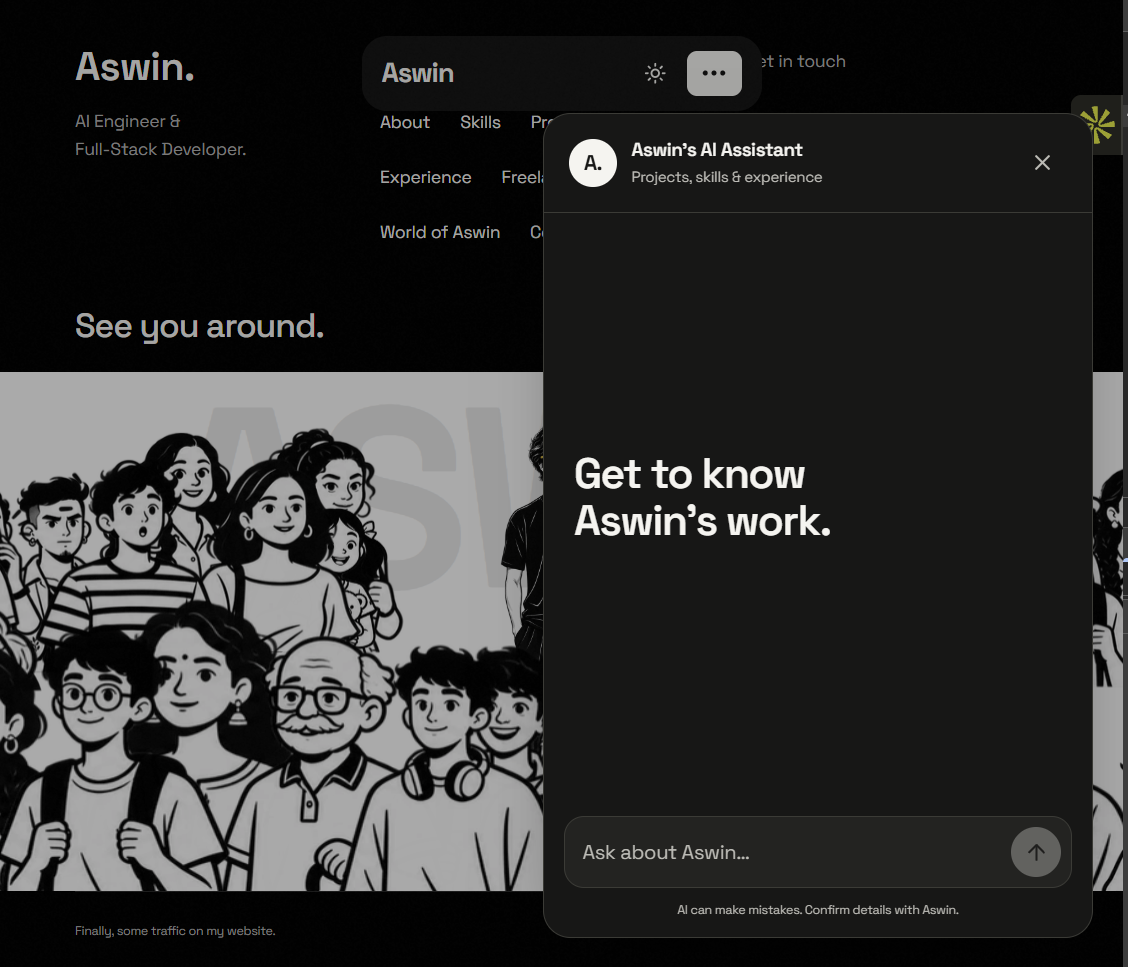 Aswin.
AI Engineer &
Full-Stack Developer.
Aswin
•••
et in touch
About Skills
Experience
World of Aswin
See you around.
A.
Aswin's AI Assistant
Projects, skills & experience
Get to know
Aswin's work.
Ask about Aswin...
AI can make mistakes. Confirm details with Aswin.
Finally, some traffic on my website.